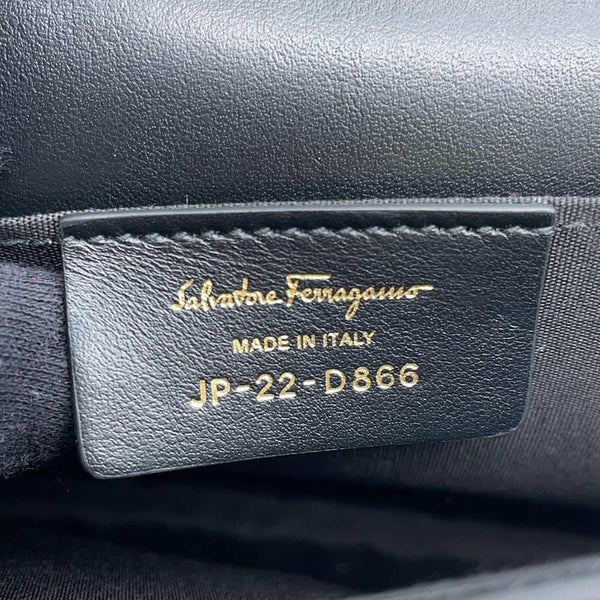 Salvatore Ferragamo
MADE IN ITALY
JP-22-D866